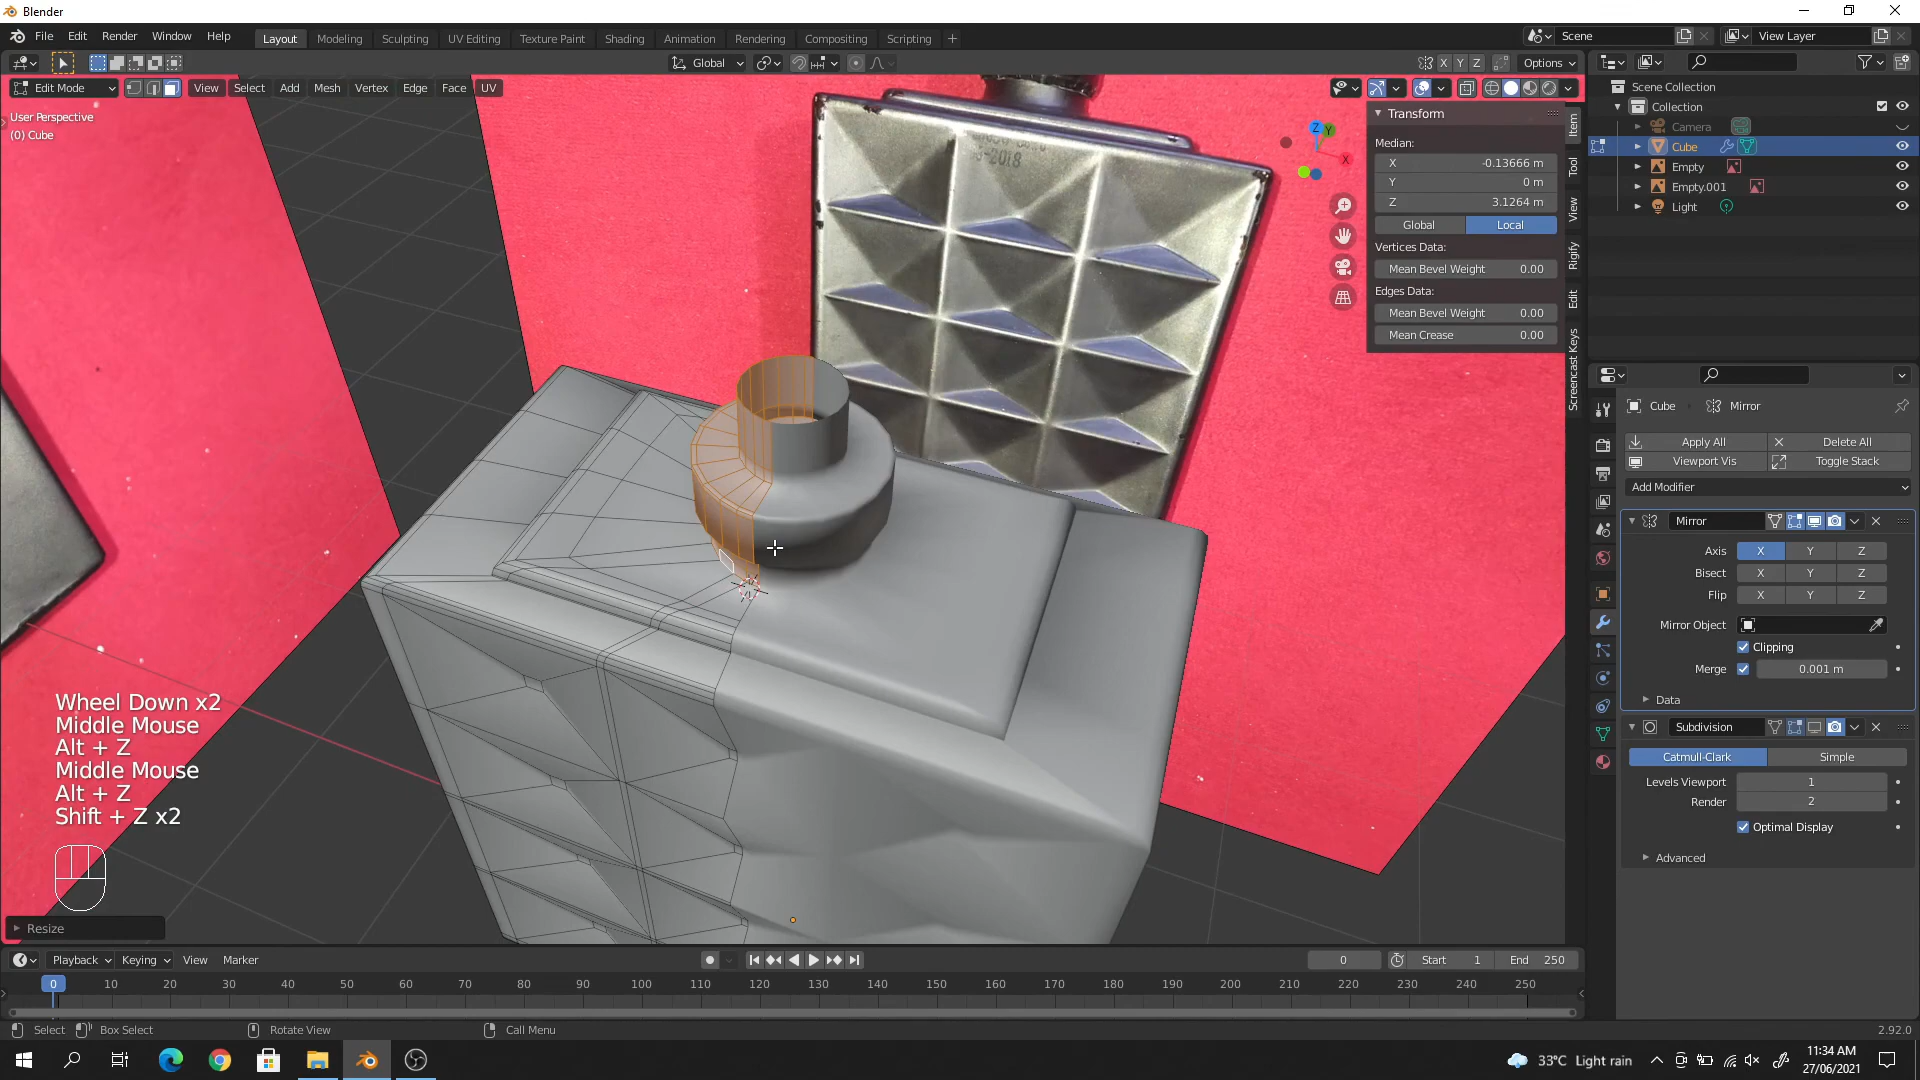 Blender
File Edit Render Window Help
Layout Modeling Sculpting UV Editing Texture Paint Shading Animation Rendering Compositing Scripting +
Scene
View Layer
Global
X Y Z Options
Edit Mode View Select Add Mesh Vertex Edge Face UV
User Perspective
(0) Cube
-2018
Z Y X
Transform
Median:
X -0.13666 m
Y 0 m
Z 3.1264 m
Global Local
Vertices Data:
Mean Bevel Weight 0.00
Edges Data:
Mean Bevel Weight 0.00
Mean Crease 0.00
Item
Tool
View
Rigify
Edit
Screencast Keys
Scene Collection
Collection
Camera
Cube
Empty
Empty.001
Light
Cube Mirror
Apply All Delete All
Viewport Vis Toggle Stack
Add Modifier
Mirror
Axis X Y Z
Bisect X Y Z
Flip X Y Z
Mirror Object
Clipping
Merge 0.001 m
Data
Subdivision
Catmull-Clark Simple
Levels Viewport 1
Render 2
Optimal Display
Advanced
Wheel Down x2
Middle Mouse
Alt + Z
Middle Mouse
Alt + Z
Shift + Z x2
Resize
Playback Keying View Marker
0 Start 1 End 250
0 10 20 30 40 50 60 70 80 90 100 110 120 130 140 150 160 170 180 190 200 210 220 230 240 250
Select Box Select Rotate View Call Menu 2.92.0
33°C Light rain
11:34 AM
27/06/2021